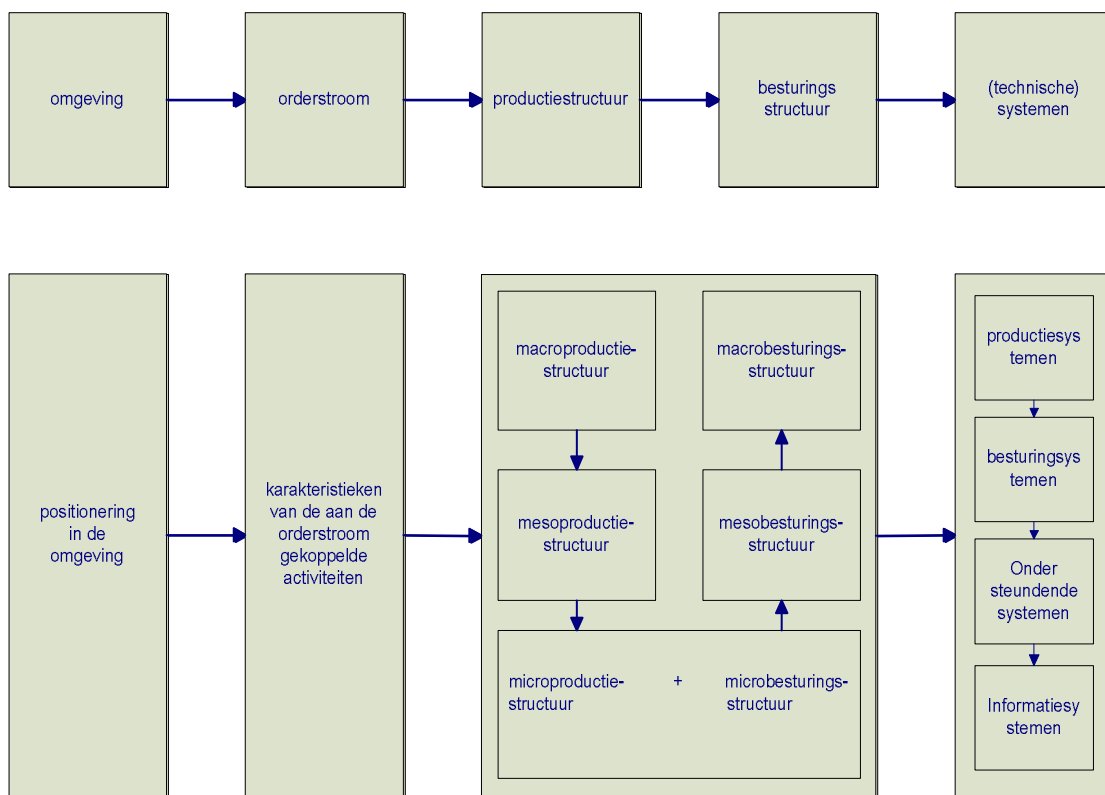 omgeving
orderstroom
productiestructuur
besturings
structuur
(technische)
systemen
positionering
in de
omgeving
karakteristieken
van de aan de
orderstroom
gekoppelde
activiteiten
macroproductie-
structuur
macrobesturings-
structuur
mesoproductie-
structuur
mesobesturings-
structuur
microproductie-
structuur
+
microbesturings-
structuur
productiesys
temen
besturingsys
temen
Onder
steundende
systemen
Informatiesy
stemen